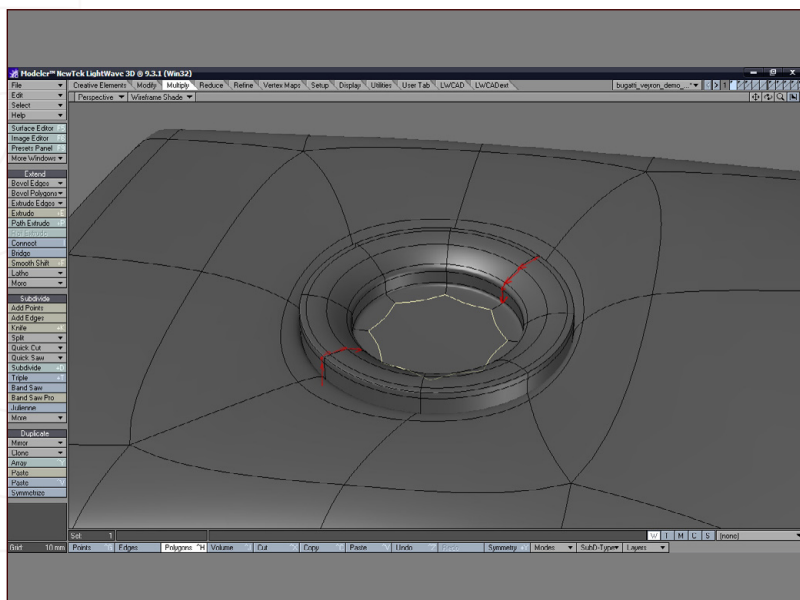 Modeler™ NewTek LightWave 3D ® 9.3.1 (Win32)
File Creative Elements Modify Multiply Reduce Refine Vertex Maps Setup Display Utilities User Tab LWCAD LWCADext bugatti_veyron_demo_... 1
Edit Perspective Wireframe Shade
Select
Help
Surface Editor
Image Editor
Presets Panel
More Windows
Extend
Bevel Edges
Bevel Polygons
Extrude Edges
Extrude
Path Extrude
Connect
Bridge
Smooth Shift
Lathe
More
Subdivide
Add Points
Add Edges
Knife
Split
Quick Cut
Quick Saw
Subdivide
Triple
Band Saw
Band Saw Pro
Julienne
More
Duplicate
Mirror
Clone
Array
Paste
Paste
Symmetrize
Sel: 1 W T M C S (none)
Grid: 10 mm Points Edges Polygons ^H Volume Cut Copy Paste Undo Symmetry Modes SubD-Type Layers